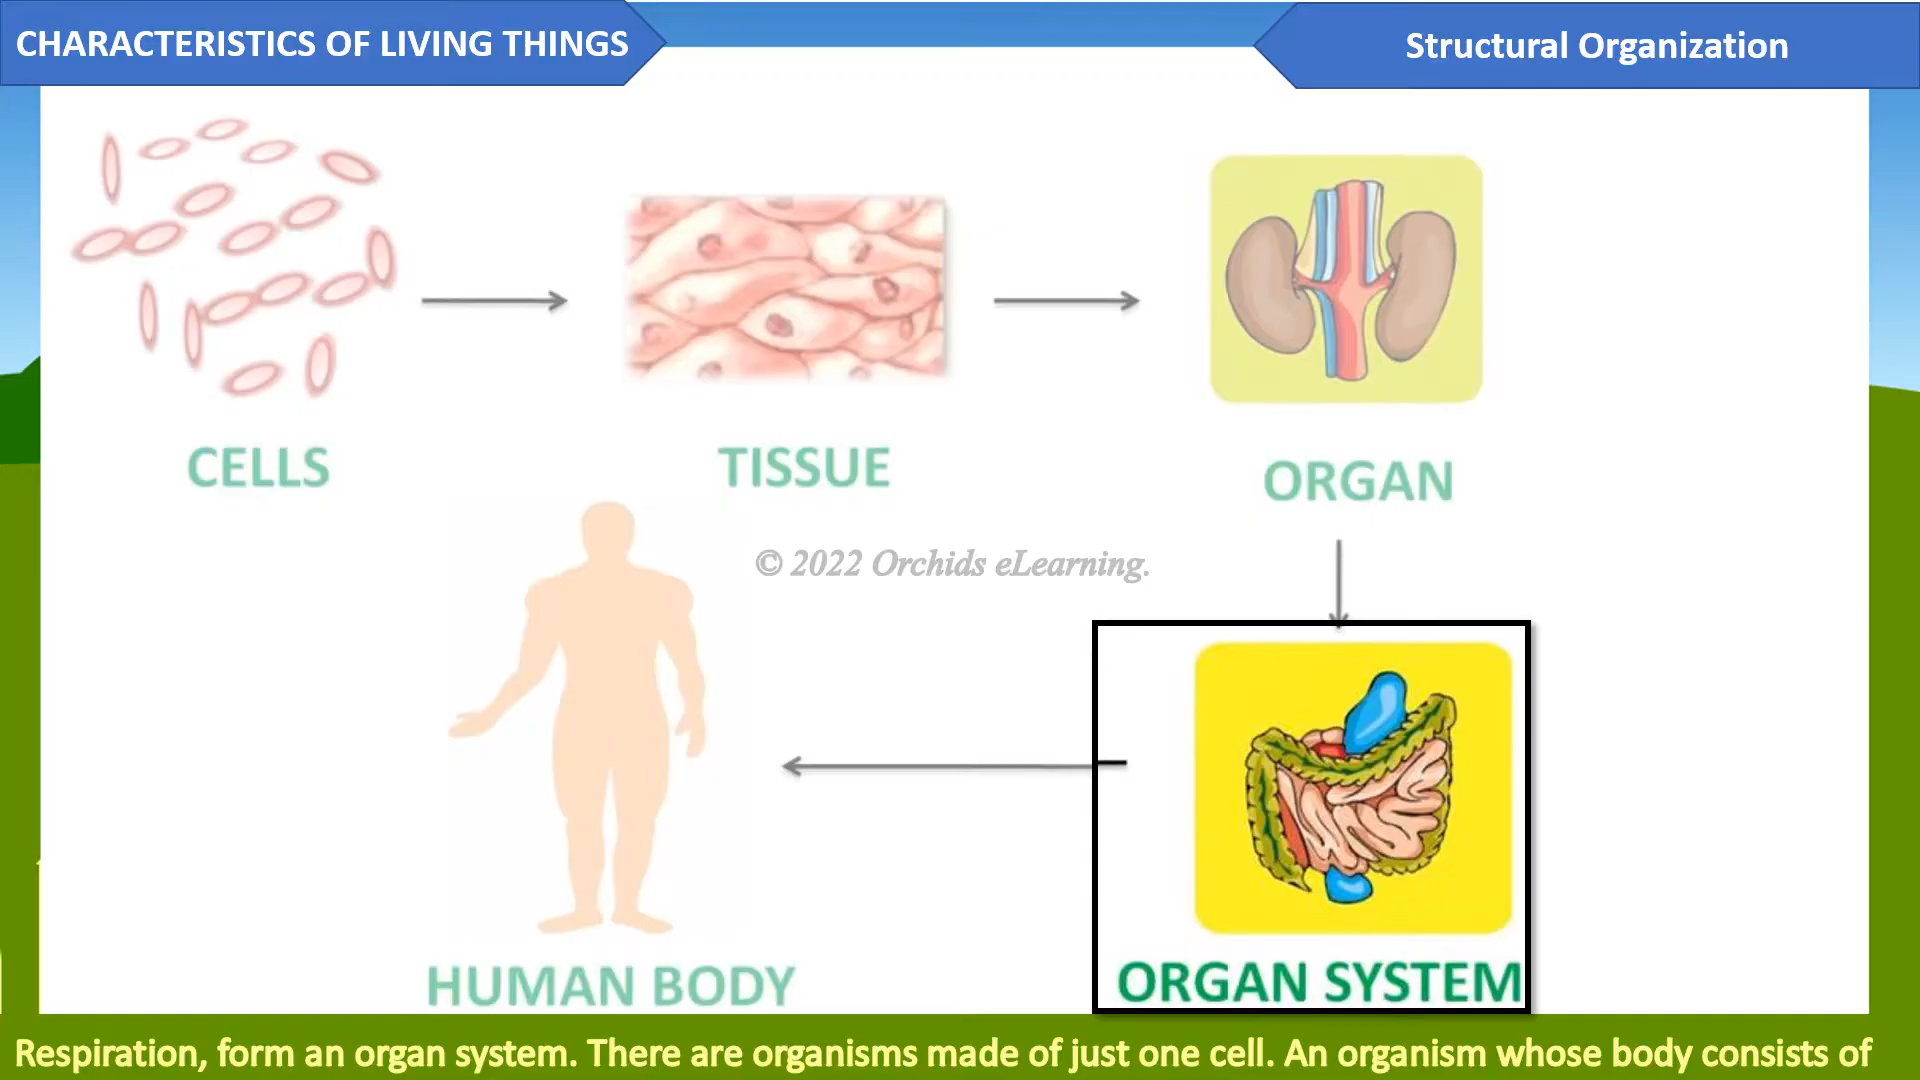 CHARACTERISTICS OF LIVING THINGS
Structural Organization
CELLS
TISSUE
ORGAN
© 2022 Orchids eLearning.
HUMAN BODY
ORGAN SYSTEM
Respiration, form an organ system. There are organisms made of just one cell. An organism whose body consists of